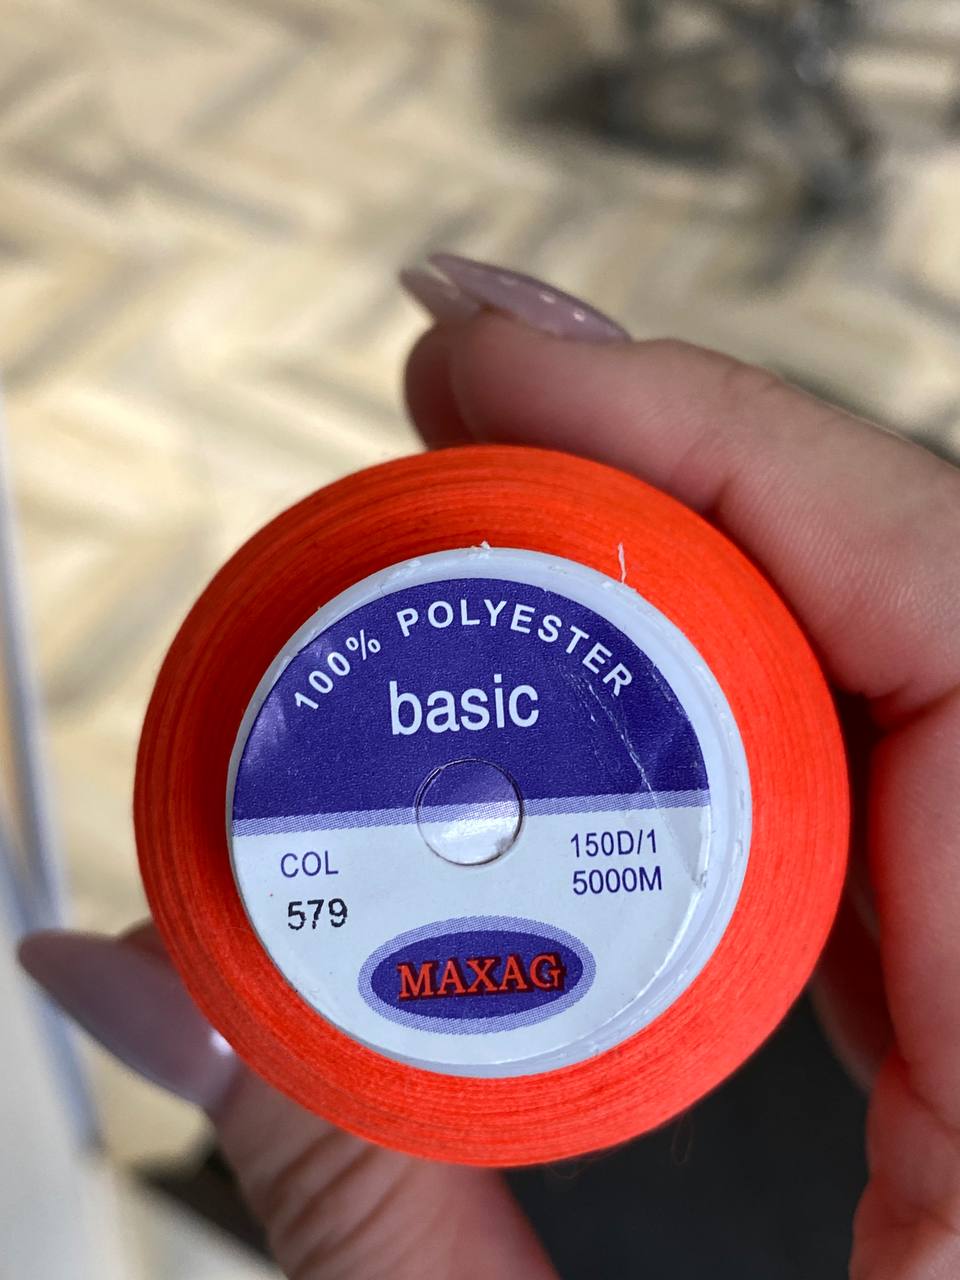 100% POLYESTER
basic
COL
579
150D/1
5000M
MAXAG